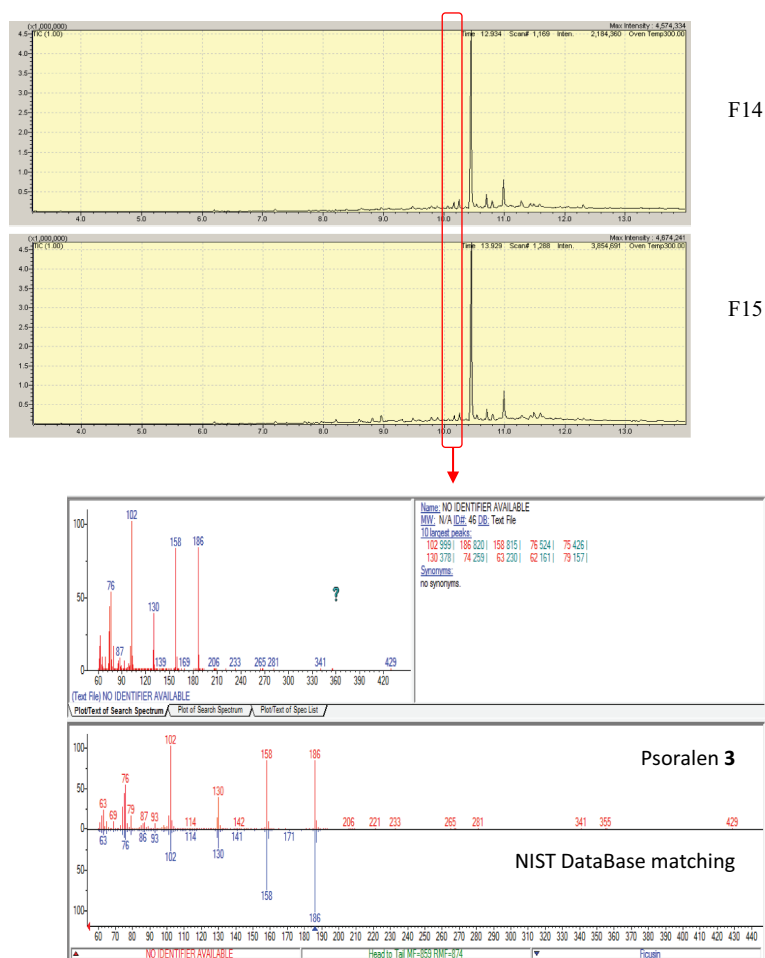 (x1,000,000)
Max Intensity : 4,574,334
TIC (1.00)
Time 12.934 Scan# 1,169 Inten. 2,184,360 Oven Temp 300.00
4.5
4.0
3.5
3.0
2.5
2.0
1.5
1.0
0.5
4.0 5.0 6.0 7.0 8.0 9.0 10.0 11.0 12.0 13.0
F14
(x1,000,000)
Max Intensity : 4,674,241
TIC (1.00)
Time 13.929 Scan# 1,288 Inten. 3,854,691 Oven Temp 300.00
4.5
4.0
3.5
3.0
2.5
2.0
1.5
1.0
0.5
4.0 5.0 6.0 7.0 8.0 9.0 10.0 11.0 12.0 13.0
F15
100
50
0
102
158 186
76
130
87
139 169 206 233 265 281 341 429
60 90 120 150 180 210 240 270 300 330 360 390 420
?
(Text File) NO IDENTIFIER AVAILABLE
Plot/Text of Search Spectrum Plot of Search Spectrum Plot/Text of Spec List
Name: NO IDENTIFIER AVAILABLE
MW: N/A ID#: 46 DB: Text File
10 largest peaks:
102 999 | 186 820 | 158 815 | 76 524 | 75 426 |
130 378 | 74 259 | 63 230 | 62 161 | 79 157 |
Synonyms:
no synonyms.
100
50
0
50
100
102
158 186
76
130
63 69 79 87 93 114 142 206 221 233 265 281 341 355 429
63 76 86 93 102 114 130 141 158 171 186
Psoralen 3
NIST DataBase matching
60 70 80 90 100 110 120 130 140 150 160 170 180 190 200 210 220 230 240 250 260 270 280 290 300 310 320 330 340 350 360 370 380 390 400 410 420 430 440
NO IDENTIFIER AVAILABLE
Head to Tail MF=859 RMF=874
Ficusin